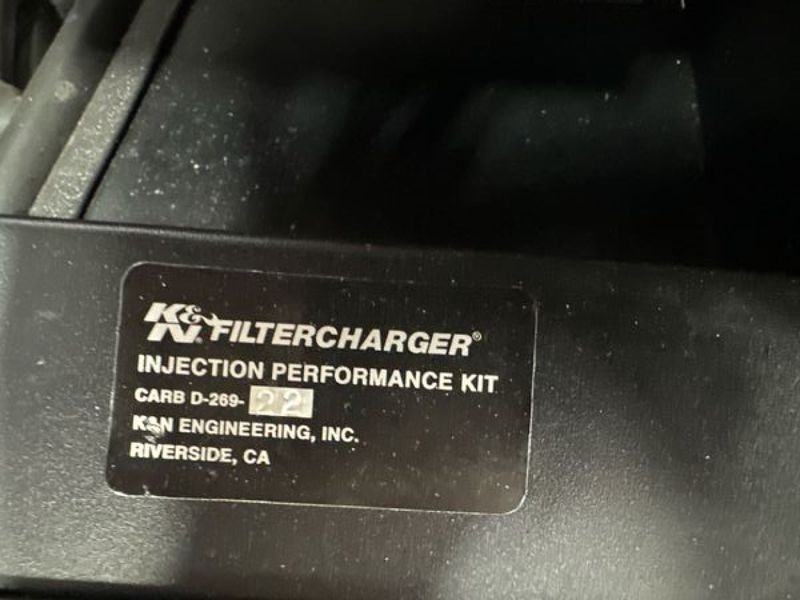 K&N FILTERCHARGER®
INJECTION PERFORMANCE KIT
CARB D-269-22
K&N ENGINEERING, INC.
RIVERSIDE, CA